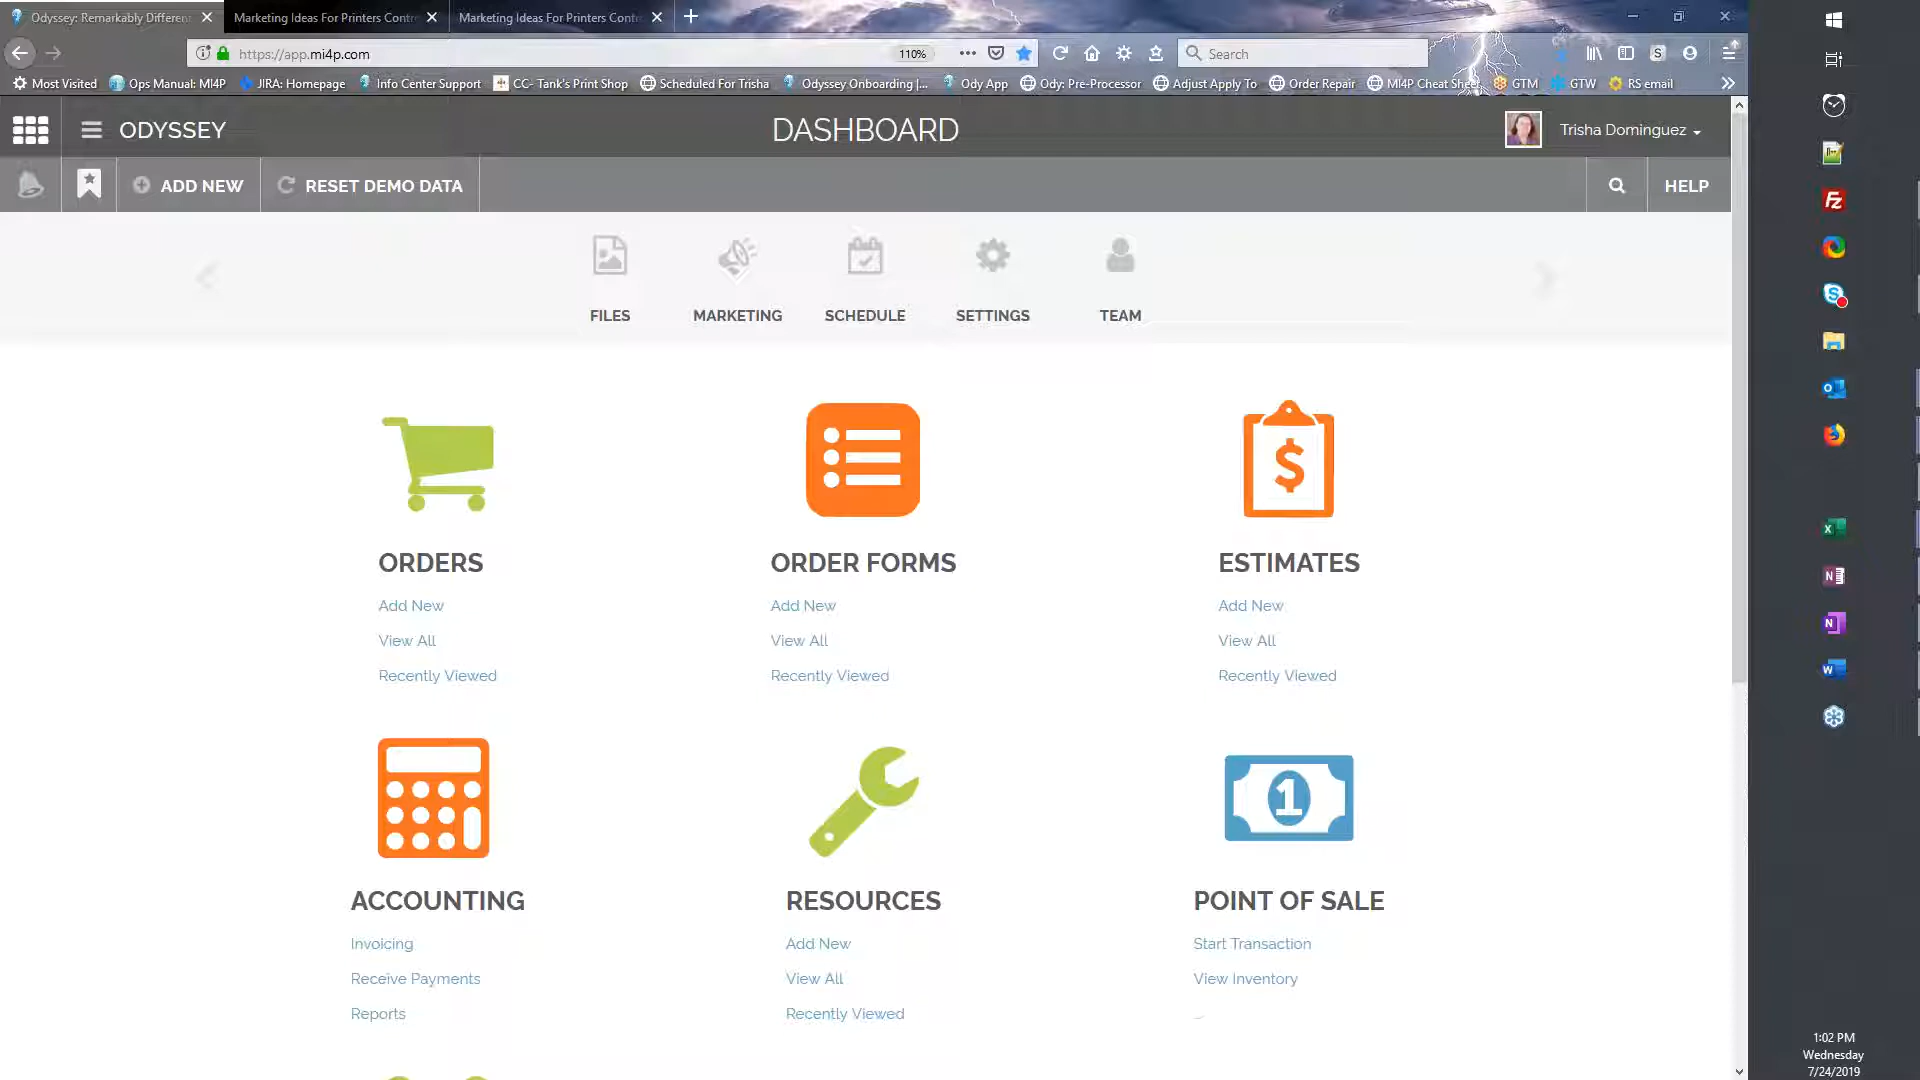 Odyssey: Remarkably Different
Marketing Ideas For Printers Contr
Marketing Ideas For Printers Contr
https://app.mi4p.com
110%
Search
Most Visited
Ops Manual: MI4P
JIRA: Homepage
Info Center Support
CC- Tank's Print Shop
Scheduled For Trisha
Odyssey Onboarding |...
Ody App
Ody: Pre-Processor
Adjust Apply To
Order Repair
MI4P Cheat Sheet
GTM
GTW
RS email
ODYSSEY
DASHBOARD
Trisha Dominguez
ADD NEW
RESET DEMO DATA
HELP
FILES
MARKETING
SCHEDULE
SETTINGS
TEAM
$
ORDERS
ORDER FORMS
ESTIMATES
Add New
Add New
Add New
View All
View All
View All
Recently Viewed
Recently Viewed
Recently Viewed
1
ACCOUNTING
RESOURCES
POINT OF SALE
Invoicing
Add New
Start Transaction
Receive Payments
View All
View Inventory
Reports
Recently Viewed
1:02 PM
Wednesday
7/24/2019